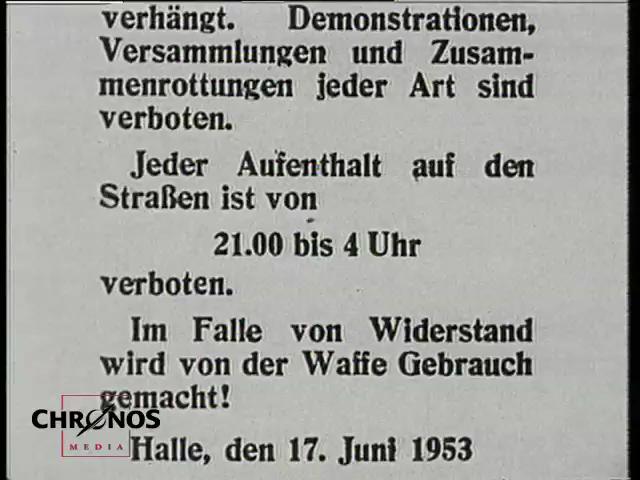 verhängt. Demonstrationen,
Versammlungen und Zusam-
menrottungen jeder Art sind
verboten.
Jeder Aufenthalt auf den
Straßen ist von
21.00 bis 4 Uhr
verboten.
Im Falle von Widerstand
wird von der Waffe Gebrauch
gemacht!
Halle, den 17. Juni 1953
CHRONOS
MEDIA